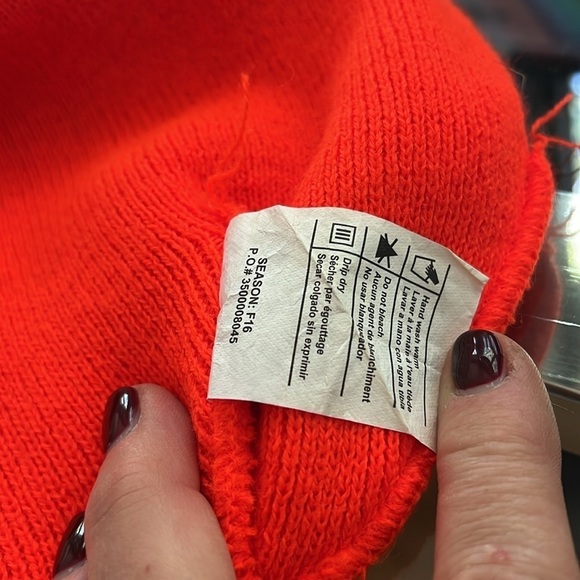 Hand wash warm
Laver à la main à l'eau tiède
Lavar a mano con agua tibia
Do not bleach
Aucun agent de blanchiment
No usar blanqueador
Drip dry
Sécher par égouttage
Secar colgado sin exprimir
SEASON: F16
P.O.# 3500008045